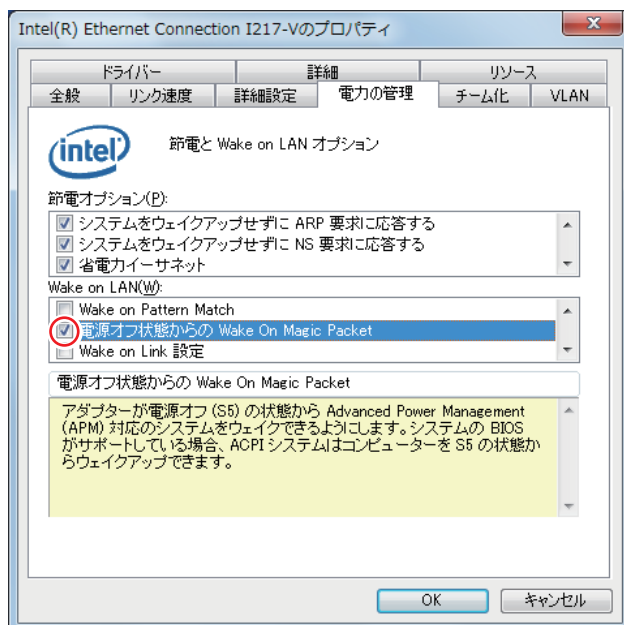 Intel(R) Ethernet Connection I217-Vのプロパティ
ドライバー 詳細 リソース
全般 リンク速度 詳細設定 電力の管理 チーム化 VLAN
intel 節電と Wake on LAN オプション
節電オプション(P):
システムをウェイクアップせずに ARP 要求に応答する
システムをウェイクアップせずに NS 要求に応答する
省電力イーサネット
Wake on LAN(W):
Wake on Pattern Match
電源オフ状態からの Wake On Magic Packet
Wake on Link 設定
電源オフ状態からの Wake On Magic Packet
アダプターが電源オフ (S5) の状態から Advanced Power Management
(APM) 対応のシステムをウェイクできるようにします。システムの BIOS
がサポートしている場合、ACPI システムはコンピューターを S5 の状態か
らウェイクアップできます。
OK キャンセル